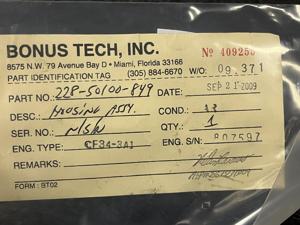 BONUS TECH, INC. Nº 409250
8575 N.W. 79 Avenue Bay D • Miami, Florida 33166
PART IDENTIFICATION TAG (305) 884-6670 W/O: 09.371
PART NO.: 228-50100-849 DATE: SEP 21 2009
DESC.: HOUSING ASSY. COND.:
SER. NO.: N/S/N QTY.: 1
ENG. TYPE: CF34-3A1 ENG. S/N: 807597
REMARKS:
FORM : BT02